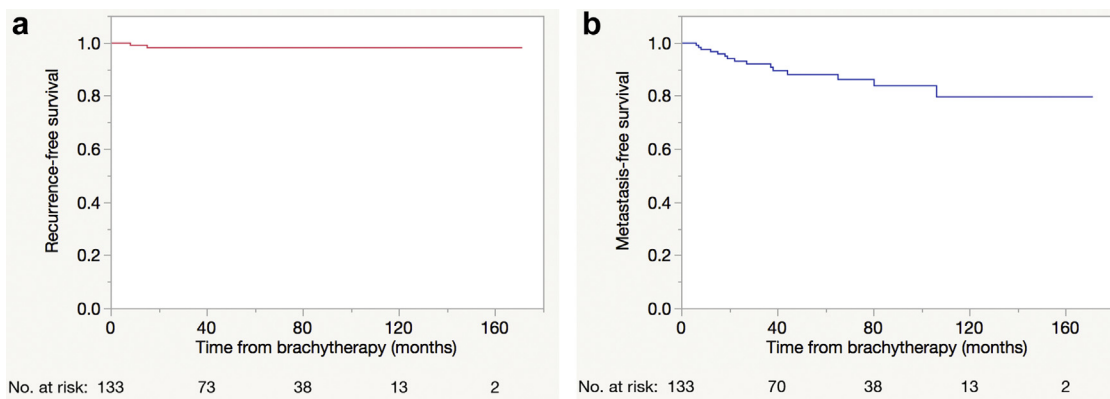 a
Recurrence-free survival
1.0
0.8
0.6
0.4
0.2
0.0
0 40 80 120 160
Time from brachytherapy (months)
No. at risk: 133 73 38 13 2
b
Metastasis-free survival
1.0
0.8
0.6
0.4
0.2
0.0
0 40 80 120 160
Time from brachytherapy (months)
No. at risk: 133 70 38 13 2